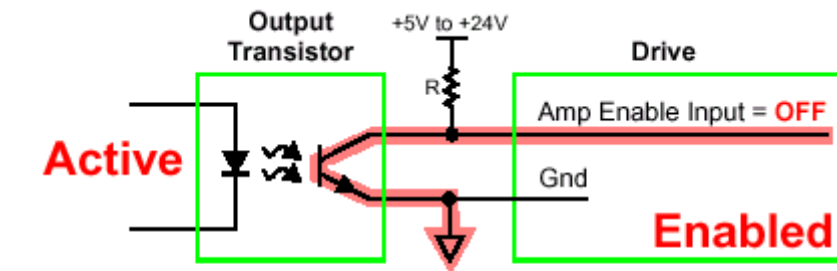 Output
Transistor
+5V to +24V
Drive
R
Amp Enable Input = OFF
Active
Gnd
Enabled